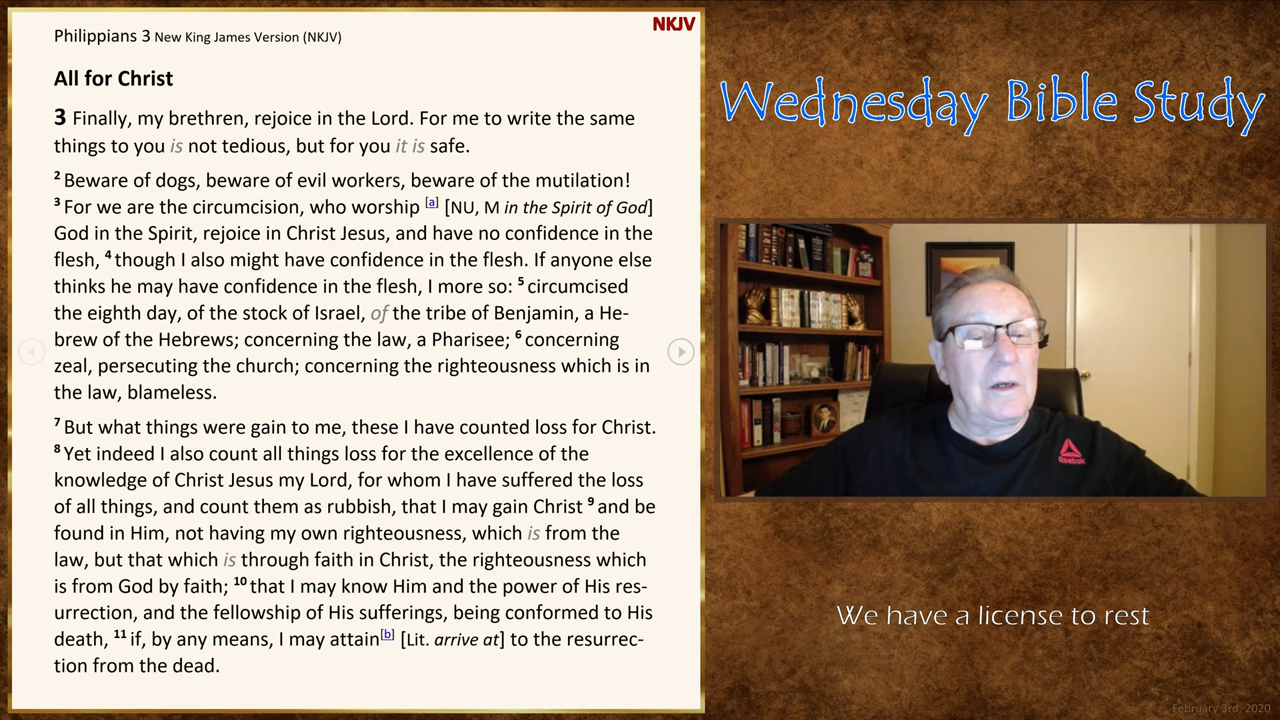 NKJV
Philippians 3 New King James Version (NKJV)
All for Christ
3 Finally, my brethren, rejoice in the Lord. For me to write the same
things to you is not tedious, but for you it is safe.
2 Beware of dogs, beware of evil workers, beware of the mutilation!
3 For we are the circumcision, who worship [a] [NU, M in the Spirit of God]
God in the Spirit, rejoice in Christ Jesus, and have no confidence in the
flesh, 4 though I also might have confidence in the flesh. If anyone else
thinks he may have confidence in the flesh, I more so: 5 circumcised
the eighth day, of the stock of Israel, of the tribe of Benjamin, a He-
brew of the Hebrews; concerning the law, a Pharisee; 6 concerning
zeal, persecuting the church; concerning the righteousness which is in
the law, blameless.
7 But what things were gain to me, these I have counted loss for Christ.
8 Yet indeed I also count all things loss for the excellence of the
knowledge of Christ Jesus my Lord, for whom I have suffered the loss
of all things, and count them as rubbish, that I may gain Christ 9 and be
found in Him, not having my own righteousness, which is from the
law, but that which is through faith in Christ, the righteousness which
is from God by faith; 10 that I may know Him and the power of His res-
urrection, and the fellowship of His sufferings, being conformed to His
death, 11 if, by any means, I may attain[b] [Lit. arrive at] to the resurrec-
tion from the dead.
Wednesday Bible Study
Reebok
We have a license to rest
February 3rd, 2020